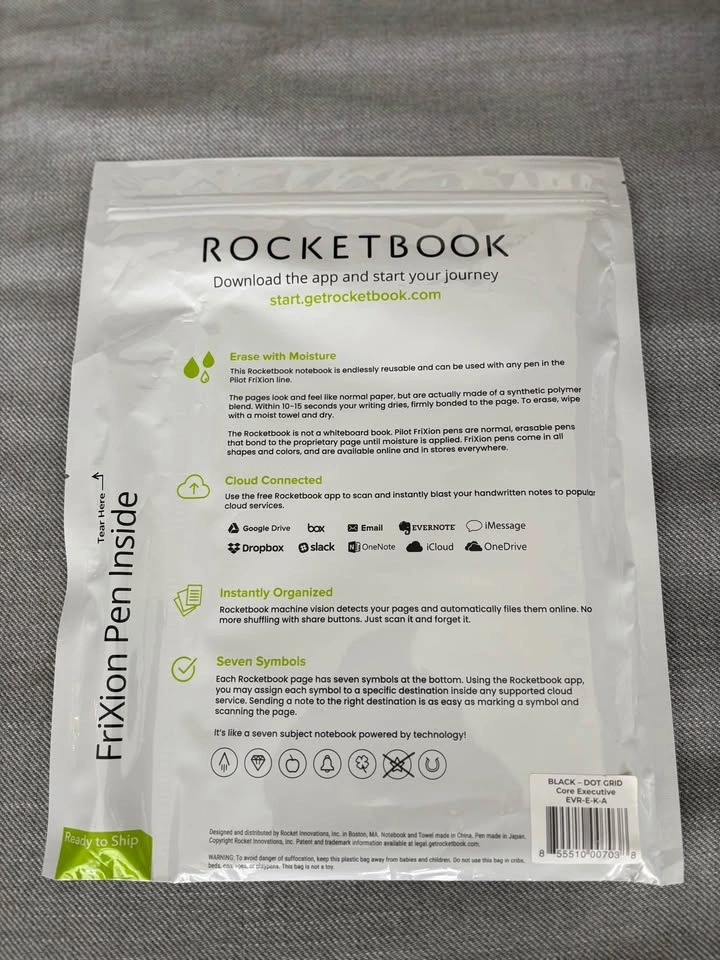 ROCKETBOOK
Download the app and start your journey
start.getrocketbook.com
Erase with Moisture
This Rocketbook notebook is endlessly reusable and can be used with any pen in the
Pilot FriXion line.
The pages look and feel like normal paper, but are actually made of a synthetic polymer
blend. Within 10-15 seconds your writing dries, firmly bonded to the page. To erase, wipe
with a moist towel and dry.
The Rocketbook is not a whiteboard book. Pilot FriXion pens are normal, erasable pens
that bond to the proprietary page until moisture is applied. FriXion pens come in all
shapes and colors, and are available online and in stores everywhere.
Cloud Connected
Use the free Rocketbook app to scan and instantly blast your handwritten notes to popular
cloud services.
Google Drive box Email EVERNOTE iMessage
Dropbox slack OneNote iCloud OneDrive
Instantly Organized
Rocketbook machine vision detects your pages and automatically files them online. No
more shuffling with share buttons. Just scan it and forget it.
Seven Symbols
Each Rocketbook page has seven symbols at the bottom. Using the Rocketbook app,
you may assign each symbol to a specific destination inside any supported cloud
service. Sending a note to the right destination is as easy as marking a symbol and
scanning the page.
It's like a seven subject notebook powered by technology!
Tear Here
FriXion Pen Inside
Ready to Ship
Designed and distributed by Rocket Innovations, Inc. in Boston, MA. Notebook and Towel made in China. Pen made in Japan.
Copyright Rocket Innovations, Inc. Patent and trademark information available at legal.getrocketbook.com.
WARNING: To avoid danger of suffocation, keep this plastic bag away from babies and children. Do not use this bag in cribs,
beds, or playpens. This bag is not a toy.
BLACK – DOT GRID
Core Executive
EVR-E-K-A
8 55510 00703 8